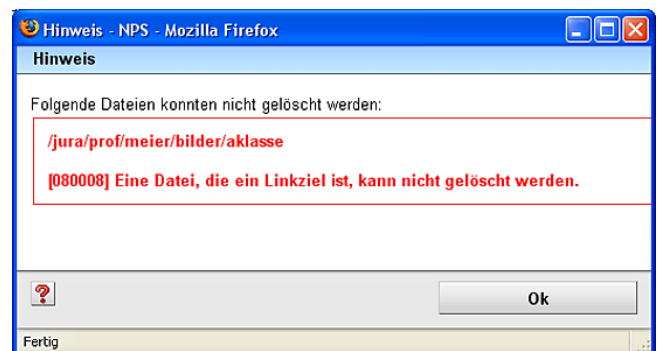 Hinweis - NPS - Mozilla Firefox
Hinweis
Folgende Dateien konnten nicht gelöscht werden:
/jura/prof/meier/bilder/aklasse
[080008] Eine Datei, die ein Linkziel ist, kann nicht gelöscht werden.
?
Ok
Fertig